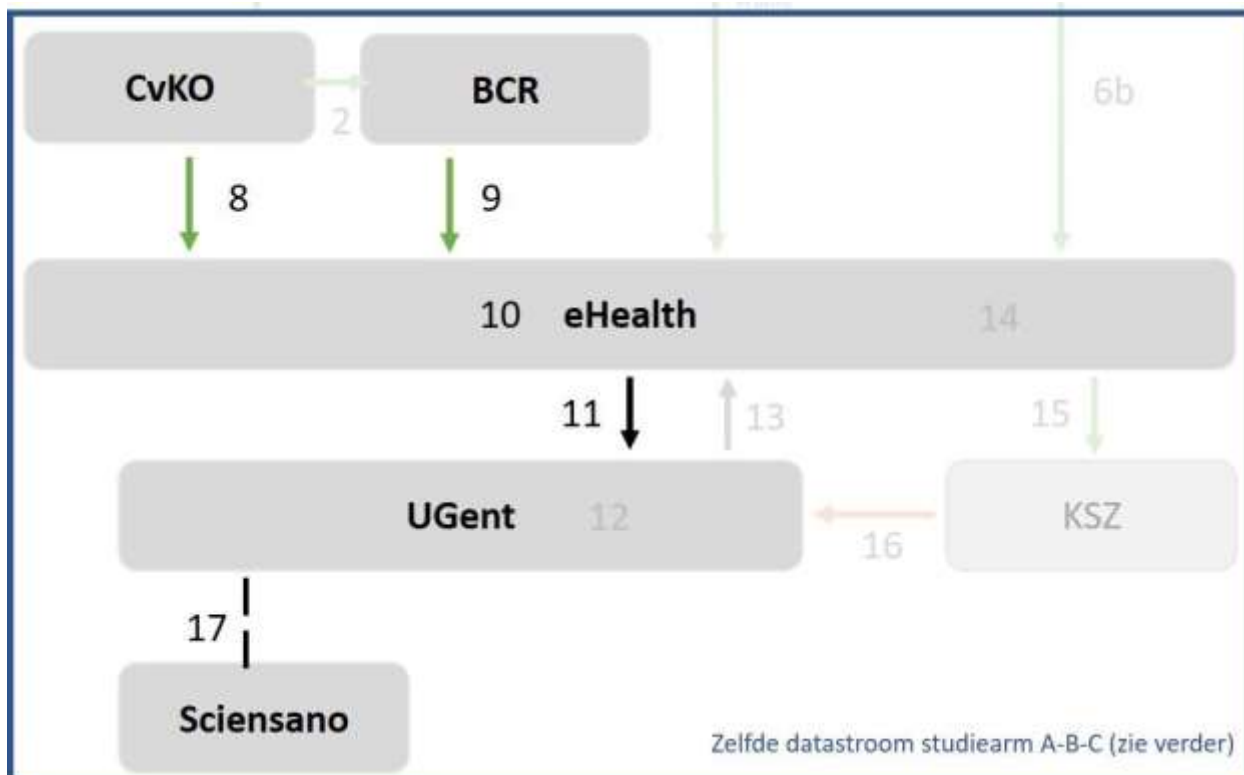 CvKO
BCR
2
6b
8
9
10 eHealth
14
11
13
15
UGent 12
KSZ
16
17
Sciensano
Zelfde datastroom studiearm A-B-C (zie verder)